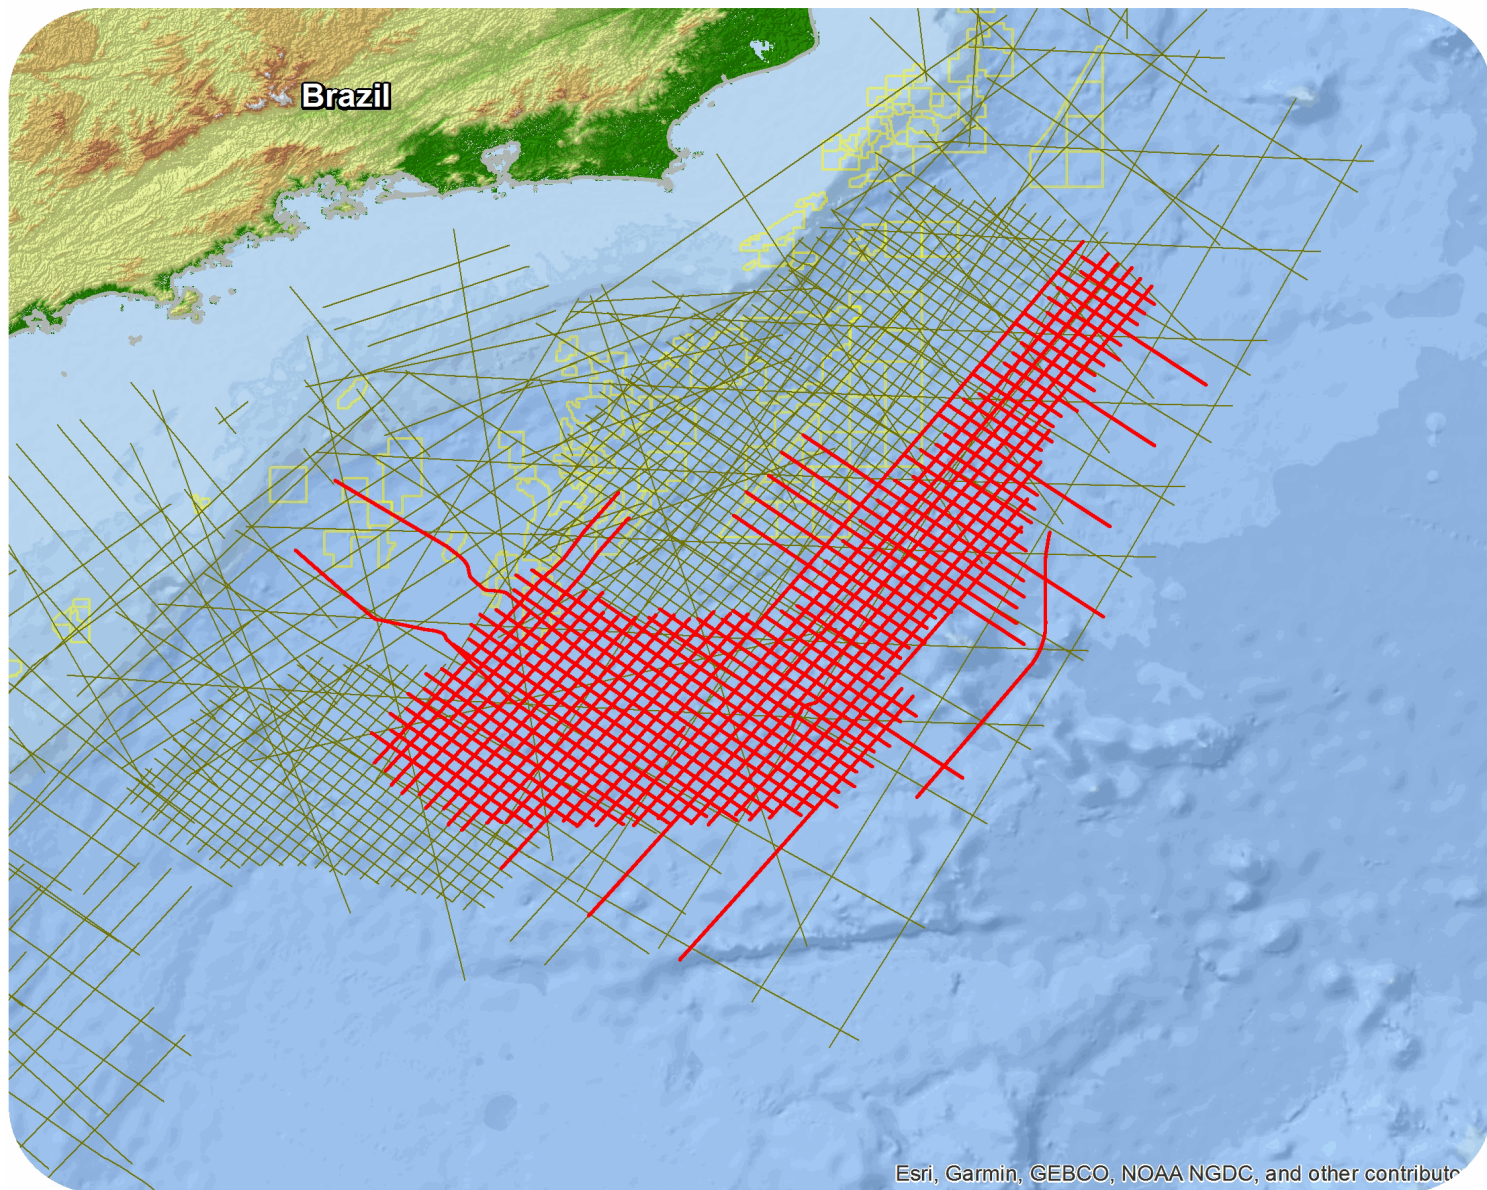 Brazil
Esri, Garmin, GEBCO, NOAA NGDC, and other contributo